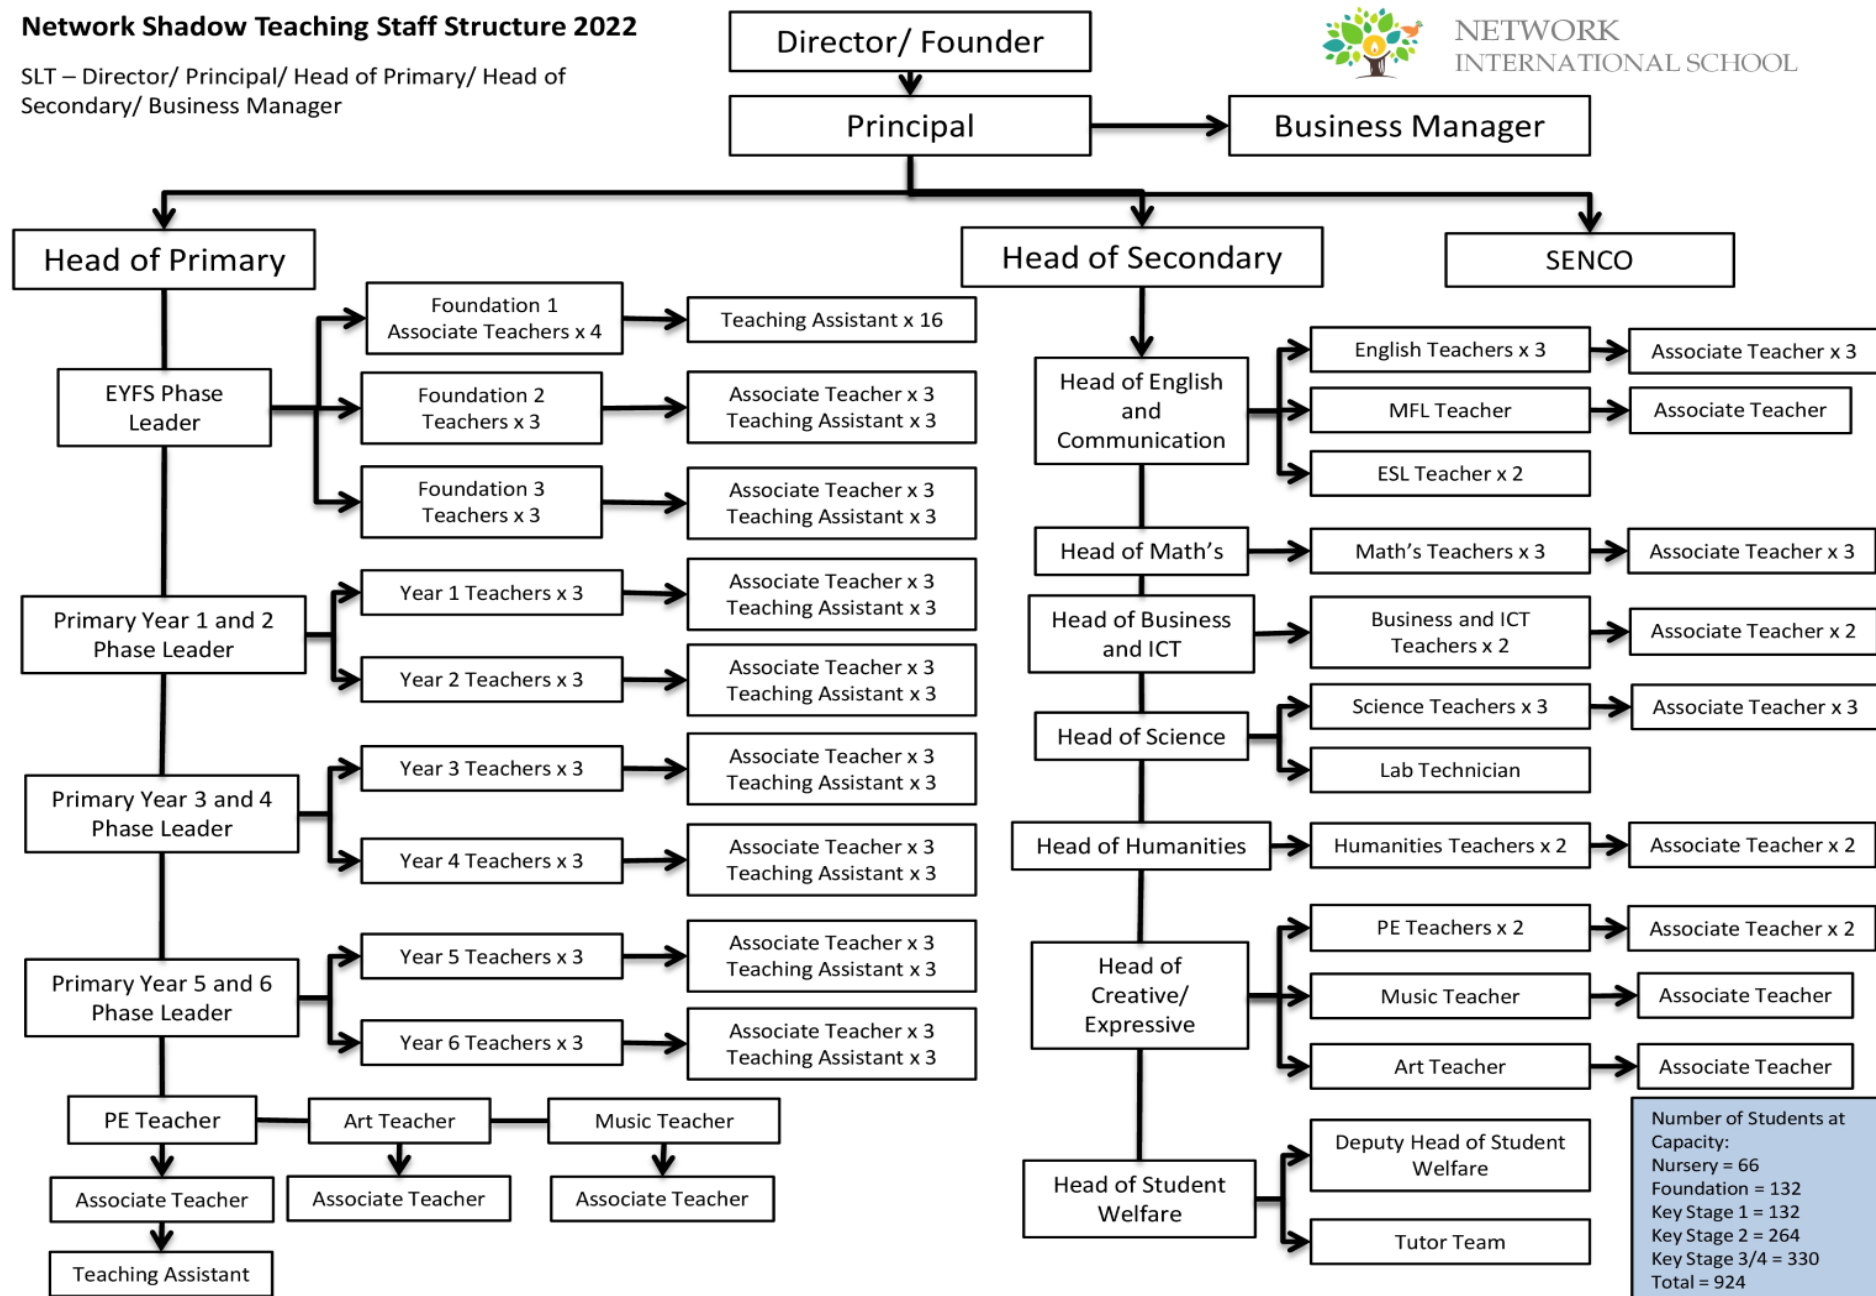 Network Shadow Teaching Staff Structure 2022
SLT – Director/ Principal/ Head of Primary/ Head of
Secondary/ Business Manager
Director/ Founder
NETWORK
INTERNATIONAL SCHOOL
Principal
Business Manager
Head of Primary
Head of Secondary
SENCO
EYFS Phase
Leader
Foundation 1
Associate Teachers x 4
Teaching Assistant x 16
Foundation 2
Teachers x 3
Associate Teacher x 3
Teaching Assistant x 3
Foundation 3
Teachers x 3
Associate Teacher x 3
Teaching Assistant x 3
Primary Year 1 and 2
Phase Leader
Year 1 Teachers x 3
Associate Teacher x 3
Teaching Assistant x 3
Year 2 Teachers x 3
Associate Teacher x 3
Teaching Assistant x 3
Primary Year 3 and 4
Phase Leader
Year 3 Teachers x 3
Associate Teacher x 3
Teaching Assistant x 3
Year 4 Teachers x 3
Associate Teacher x 3
Teaching Assistant x 3
Primary Year 5 and 6
Phase Leader
Year 5 Teachers x 3
Associate Teacher x 3
Teaching Assistant x 3
Year 6 Teachers x 3
Associate Teacher x 3
Teaching Assistant x 3
PE Teacher
Art Teacher
Music Teacher
Associate Teacher
Associate Teacher
Associate Teacher
Teaching Assistant
Head of English
and
Communication
English Teachers x 3
Associate Teacher x 3
MFL Teacher
Associate Teacher
ESL Teacher x 2
Head of Math's
Math's Teachers x 3
Associate Teacher x 3
Head of Business
and ICT
Business and ICT
Teachers x 2
Associate Teacher x 2
Head of Science
Science Teachers x 3
Associate Teacher x 3
Lab Technician
Head of Humanities
Humanities Teachers x 2
Associate Teacher x 2
Head of
Creative/
Expressive
PE Teachers x 2
Associate Teacher x 2
Music Teacher
Associate Teacher
Art Teacher
Associate Teacher
Head of Student
Welfare
Deputy Head of Student
Welfare
Tutor Team
Number of Students at
Capacity:
Nursery = 66
Foundation = 132
Key Stage 1 = 132
Key Stage 2 = 264
Key Stage 3/4 = 330
Total = 924